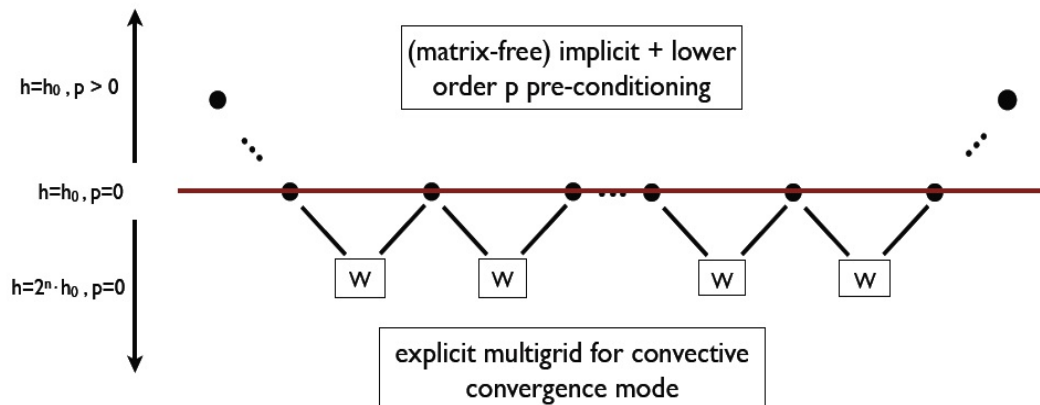 (matrix-free) implicit + lower
order p pre-conditioning
h=h₀ , p > 0
h=h₀ , p=0
W W W W
h=2ⁿ· h₀ , p=0
explicit multigrid for convective
convergence mode